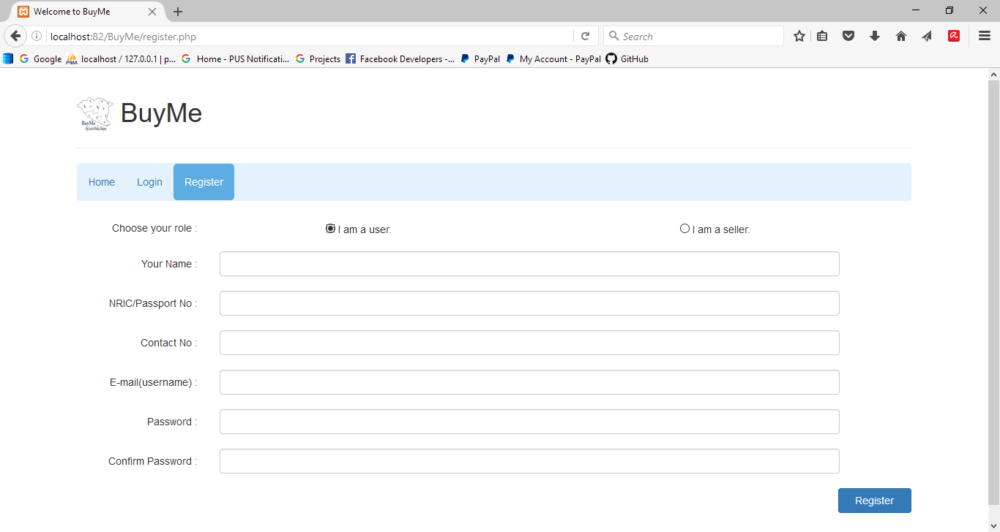 Welcome to BuyMe
localhost:82/BuyMe/register.php
Search
Google
PMA
localhost / 127.0.0.1 | p...
Home - PUS Notificati...
Projects
Facebook Developers -...
PayPal
My Account - PayPal
GitHub
BuyMe
BuyMe
Home
Login
Register
Choose your role :
I am a user.
I am a seller.
Your Name :
NRIC/Passport No :
Contact No :
E-mail(username) :
Password :
Confirm Password :
Register